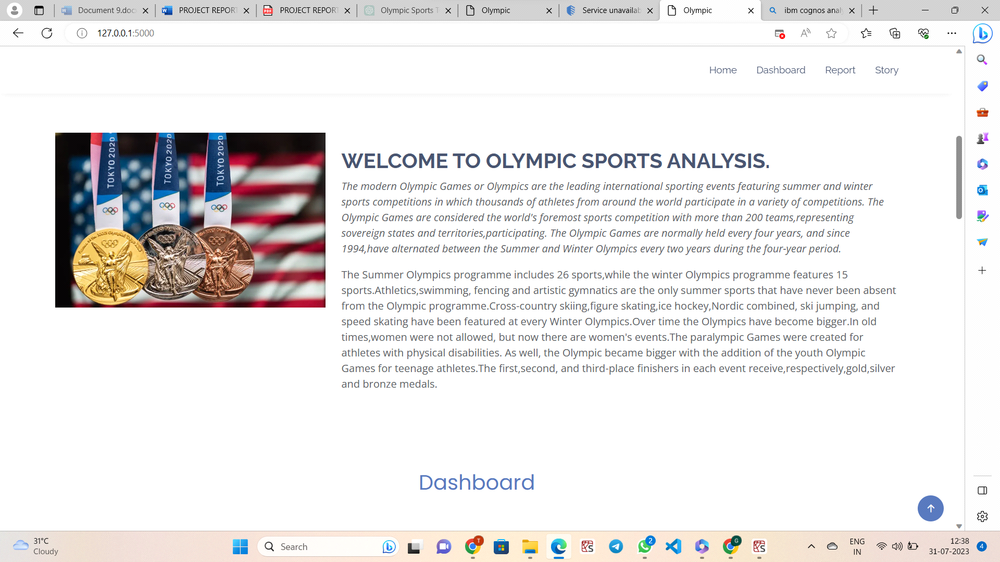 Document 9.doc
PROJECT REPORT
PROJECT REPORT
Olympic Sports T
Olympic
Service unavailab
Olympic
ibm cognos anal
127.0.0.1:5000
Home Dashboard Report Story
TOKYO 2020
TOKYO 2020
TOKYO 2020
WELCOME TO OLYMPIC SPORTS ANALYSIS.
The modern Olympic Games or Olympics are the leading international sporting events featuring summer and winter
sports competitions in which thousands of athletes from around the world participate in a variety of competitions. The
Olympic Games are considered the world's foremost sports competition with more than 200 teams,representing
sovereign states and territories,participating. The Olympic Games are normally held every four years, and since
1994,have alternated between the Summer and Winter Olympics every two years during the four-year period.
The Summer Olympics programme includes 26 sports,while the winter Olympics programme features 15
sports.Athletics,swimming, fencing and artistic gymnatics are the only summer sports that have never been absent
from the Olympic programme.Cross-country skiing,figure skating,ice hockey,Nordic combined, ski jumping, and
speed skating have been featured at every Winter Olympics.Over time the Olympics have become bigger.In old
times,women were not allowed, but now there are women's events.The paralympic Games were created for
athletes with physical disabilities. As well, the Olympic became bigger with the addition of the youth Olympic
Games for teenage athletes.The first,second, and third-place finishers in each event receive,respectively,gold,silver
and bronze medals.
Dashboard
31°C
Cloudy
Search
T
2
G
ENG
IN
12:38
31-07-2023
4